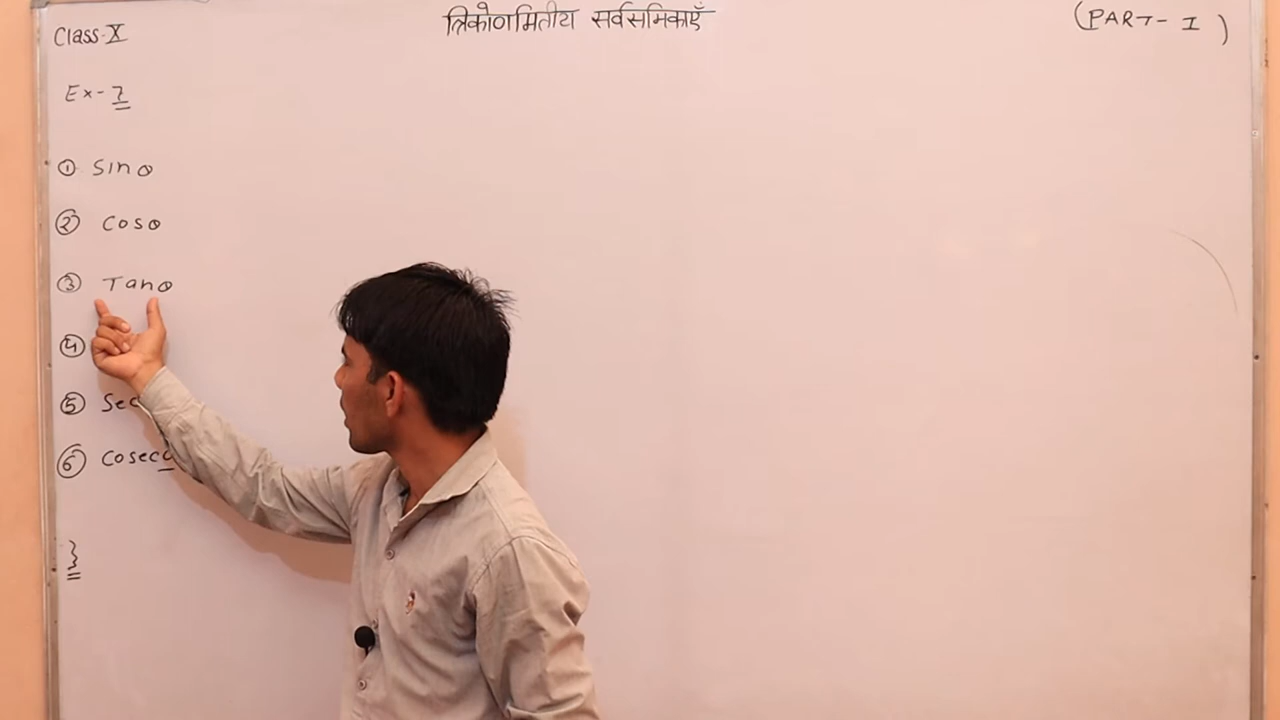 Class-X
त्रिकोणमितीय सर्वसमिकाएँ
(PART- I )
Ex- 7
① Sinθ
② Cosθ
③ Tanθ
④
⑤ Sec
⑥ Cosec
}